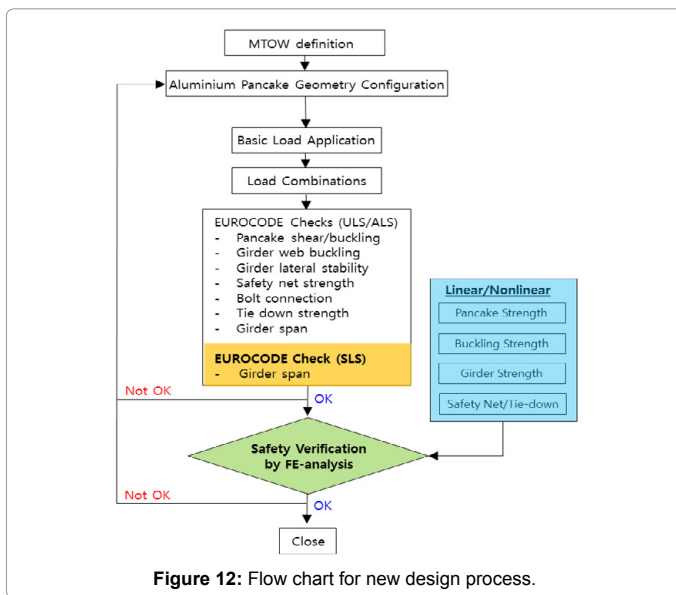 MTOW definition
Aluminium Pancake Geometry Configuration
Basic Load Application
Load Combinations
EUROCODE Checks (ULS/ALS)
- Pancake shear/buckling
- Girder web buckling
- Girder lateral stability
- Safety net strength
- Bolt connection
- Tie down strength
- Girder span
EUROCODE Check (SLS)
- Girder span
Linear/Nonlinear
Pancake Strength
Buckling Strength
Girder Strength
Safety Net/Tie-down
Not OK
OK
Safety Verification
by FE-analysis
Not OK
OK
Close
Figure 12: Flow chart for new design process.